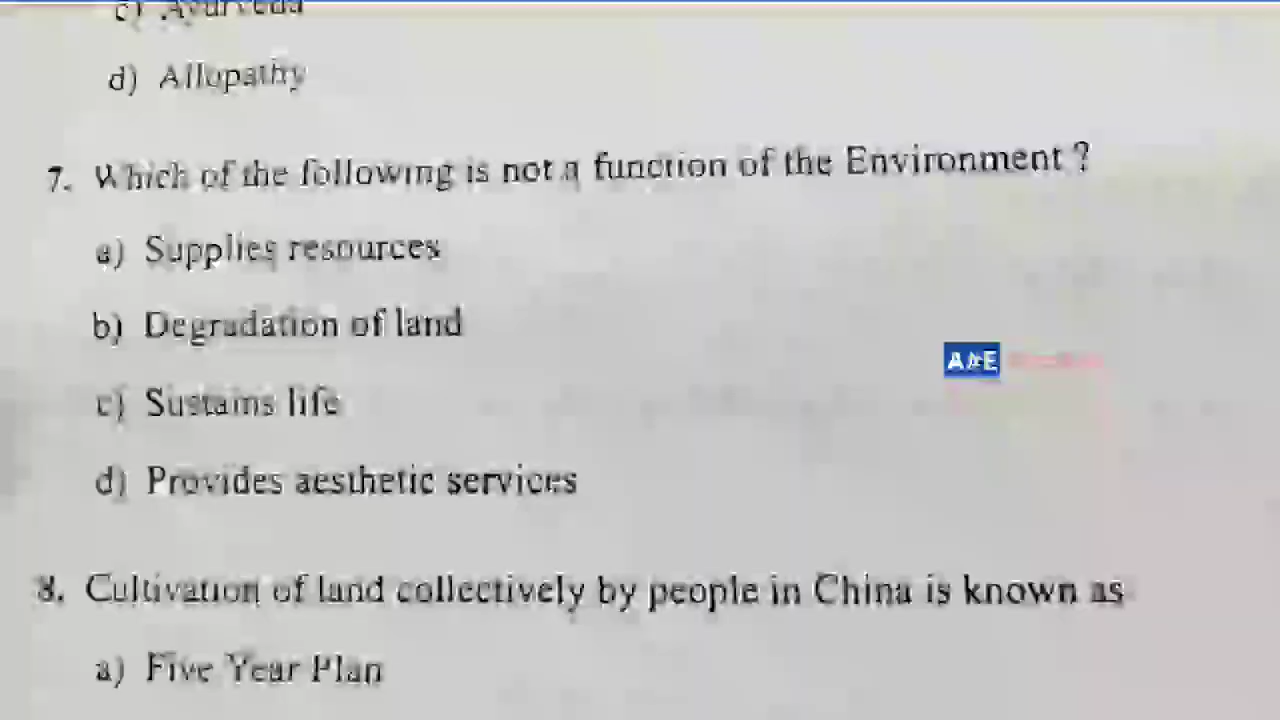 c) Ayurveda
d) Allopathy
7. Which of the following is not a function of the Environment ?
a) Supplies resources
b) Degradation of land
c) Sustains life
d) Provides aesthetic services
8. Cultivation of land collectively by people in China is known as
a) Five Year Plan